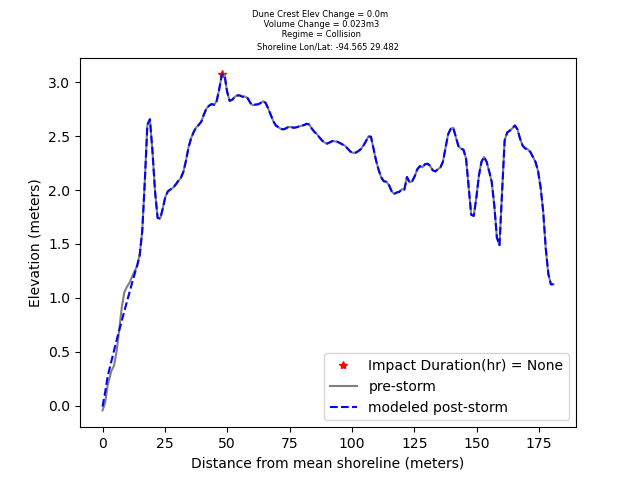 Dune Crest Elev Change = 0.0m
Volume Change = 0.023m3
Regime = Collision
Shoreline Lon/Lat: -94.565 29.482
3.0
2.5
2.0
1.5
1.0
0.5
0.0
Elevation (meters)
Impact Duration(hr) = None
pre-storm
modeled post-storm
0 25 50 75 100 125 150 175
Distance from mean shoreline (meters)